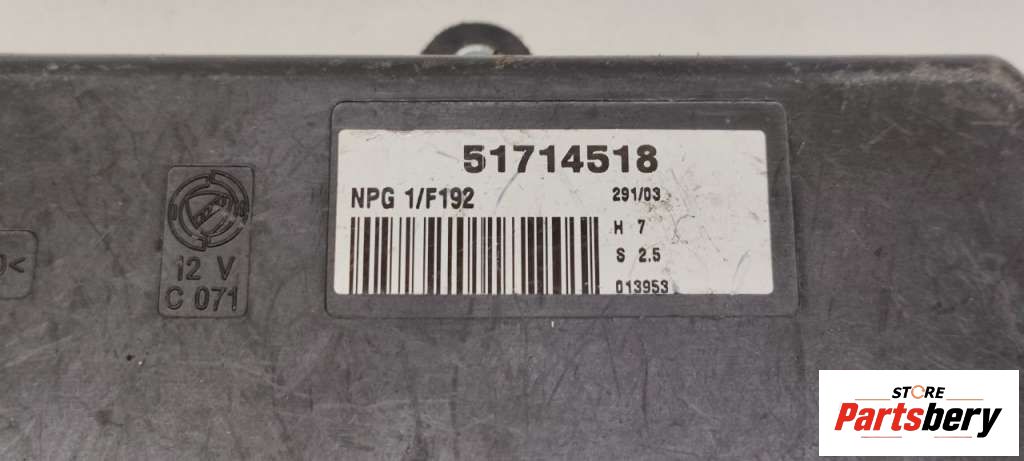 51714518
NPG 1/F192
291/03
H 7
S 2.5
013953
12 V
C 071
STORE
Partsbery